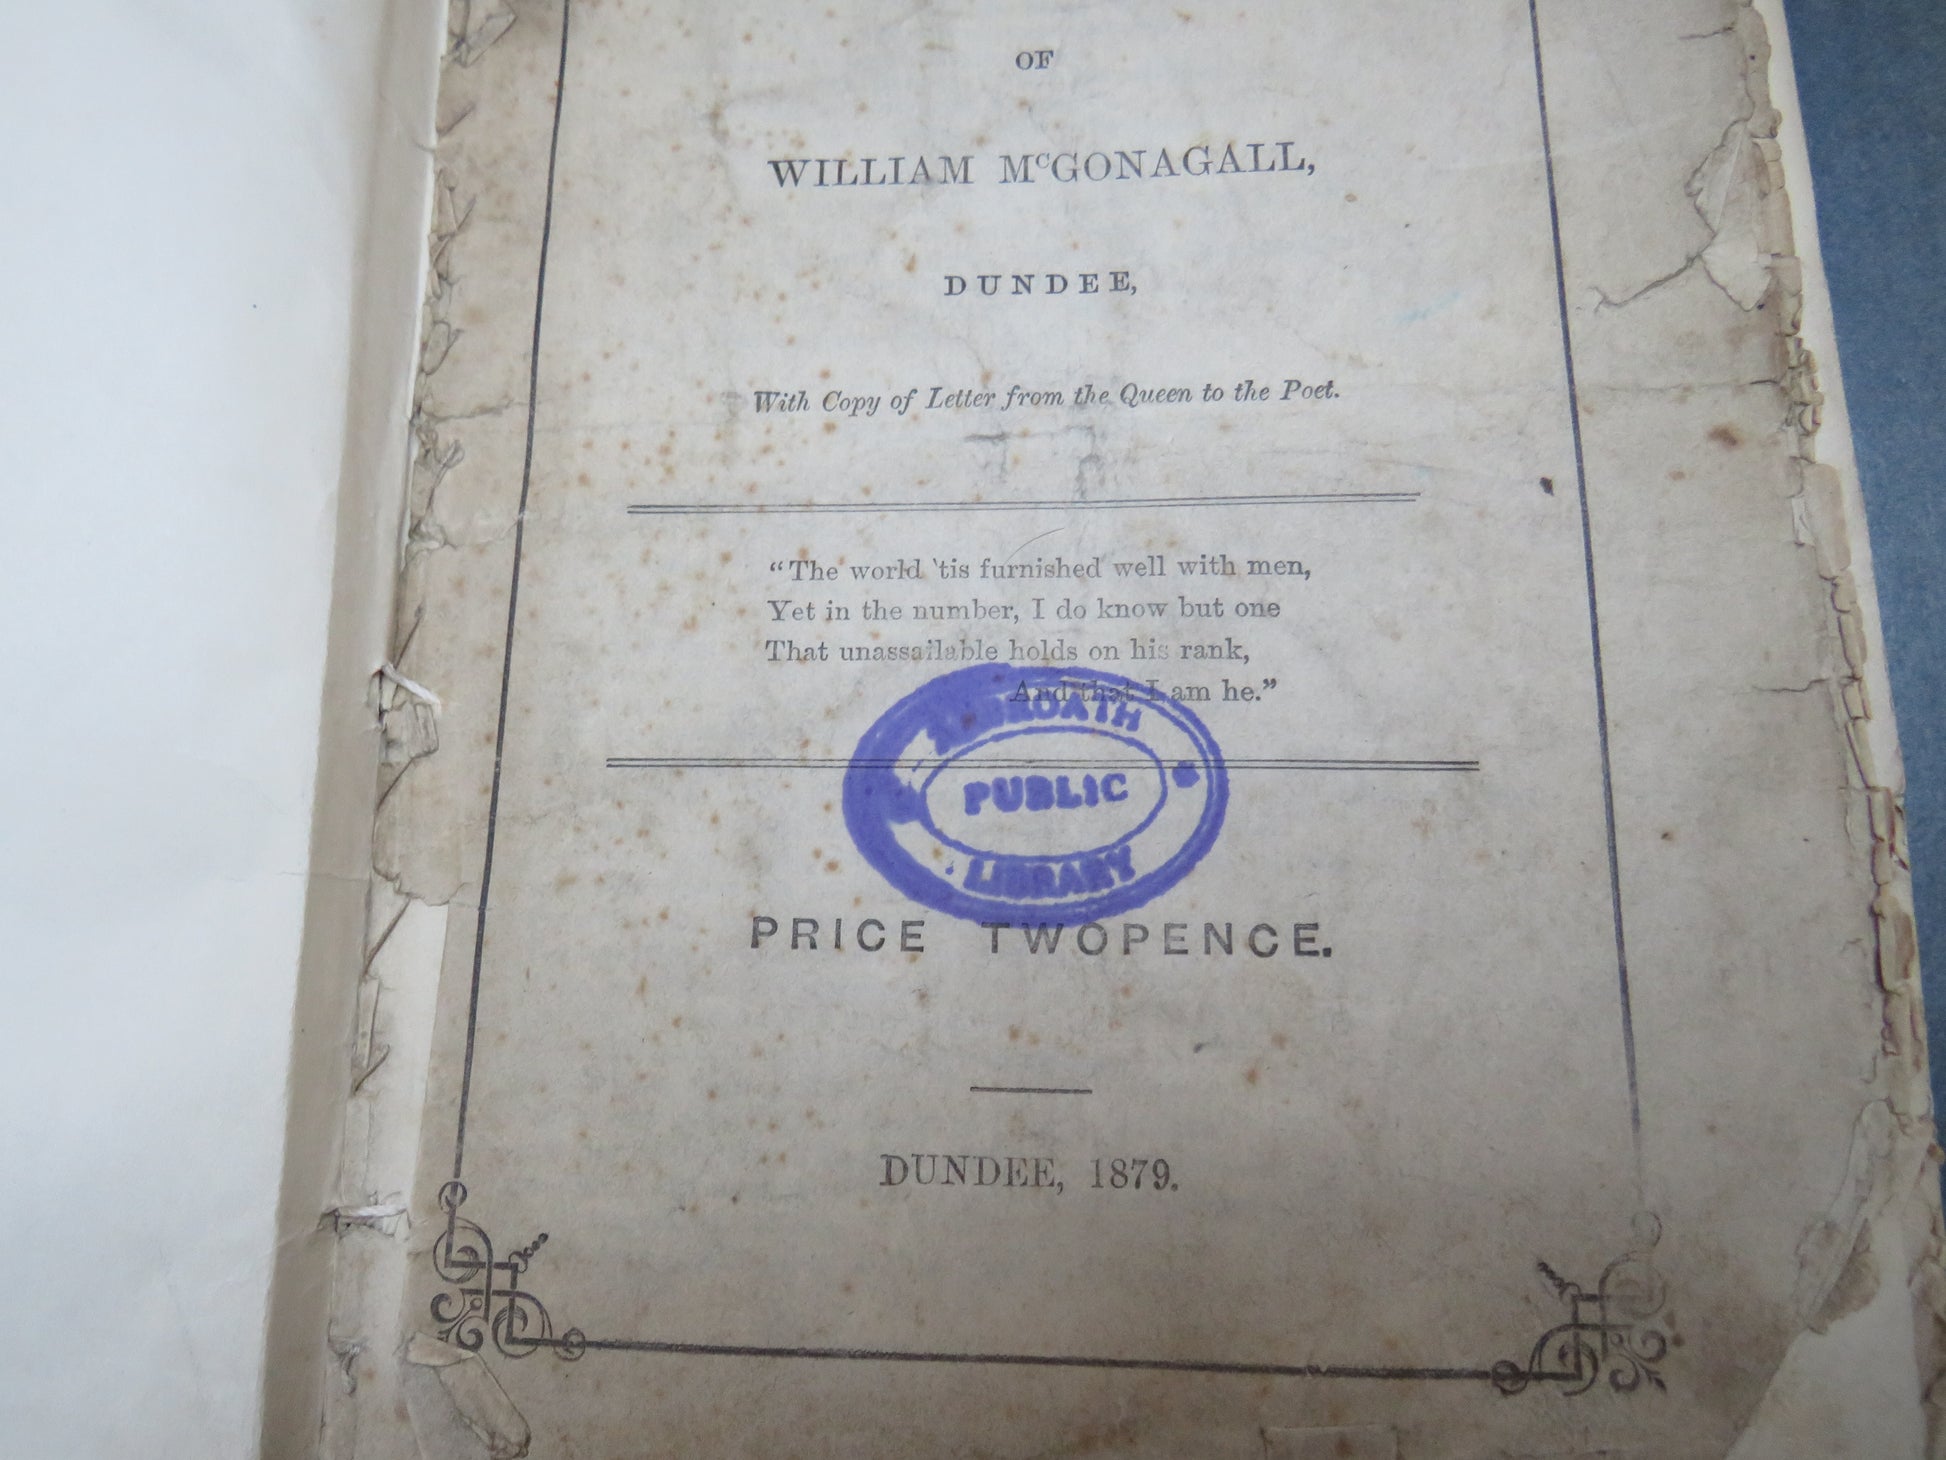 OF
WILLIAM McGONAGALL,
DUNDEE,
With Copy of Letter from the Queen to the Poet.
“The world 'tis furnished well with men,
Yet in the number, I do know but one
That unassailable holds on his rank,
And that I am he.”
ARBROATH
PUBLIC
LIBRARY
PRICE TWOPENCE.
DUNDEE, 1879.